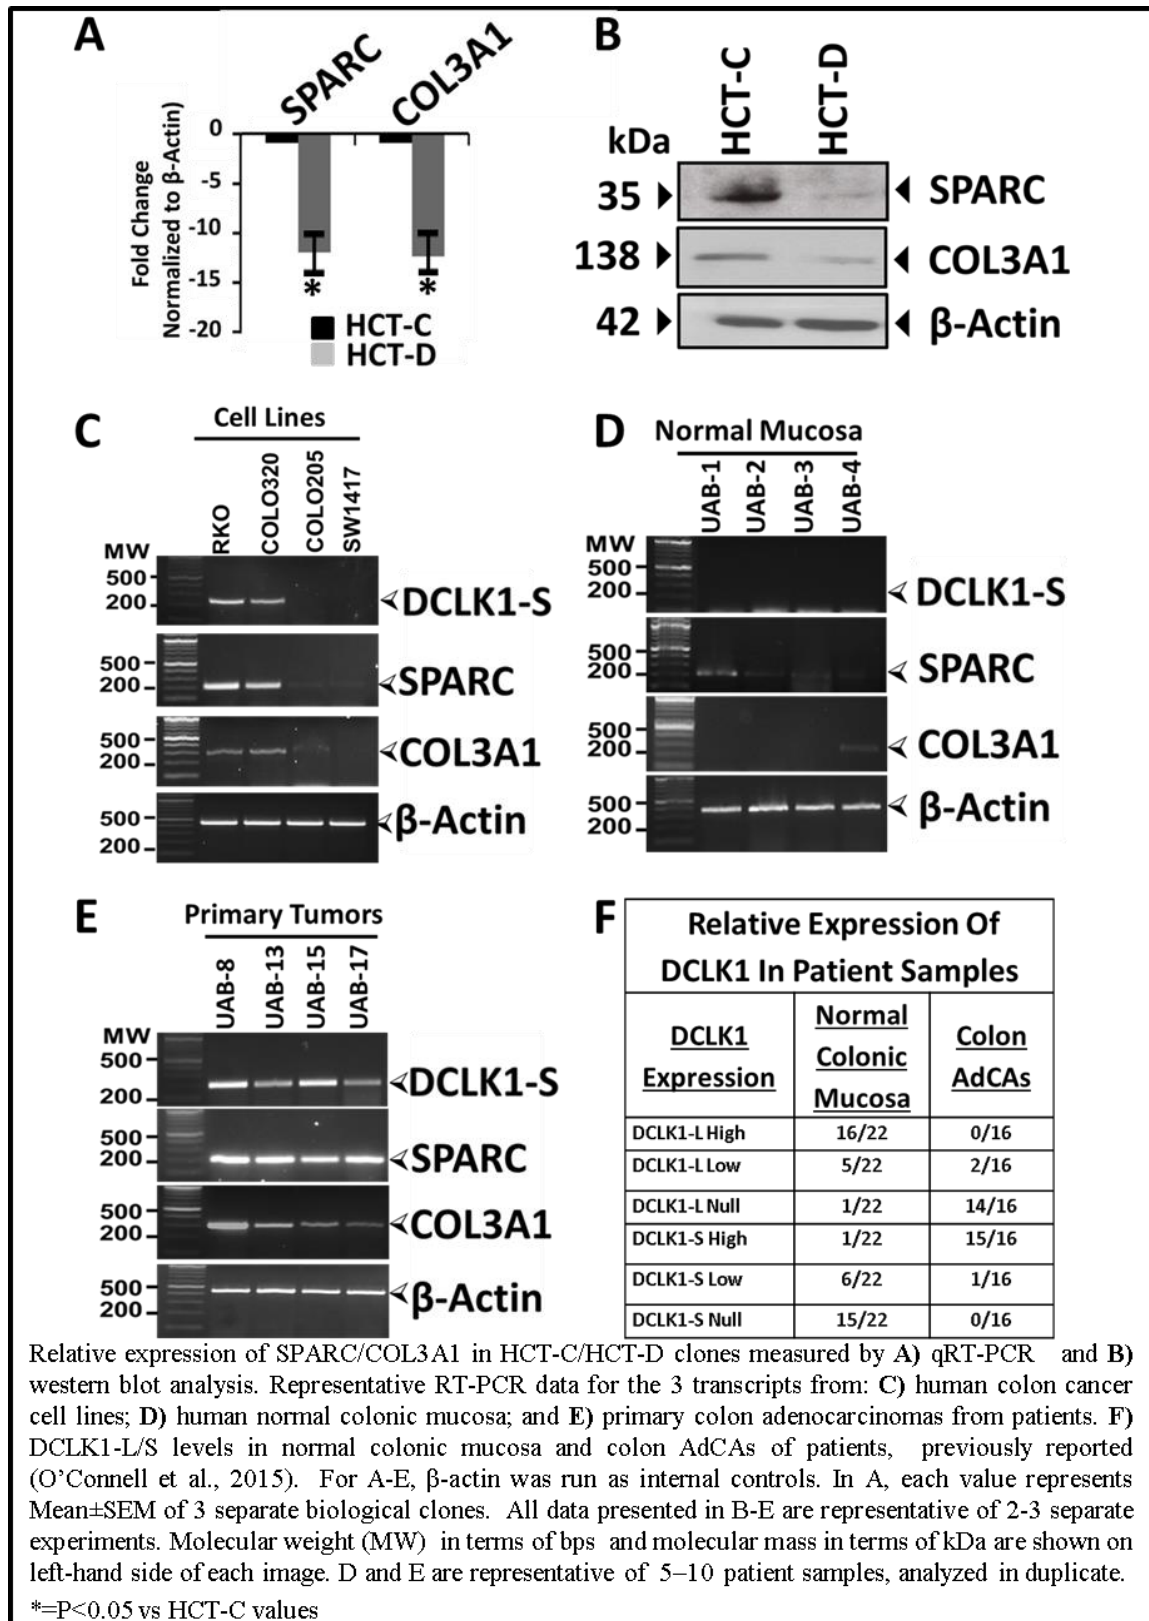 A
SPARC
COL3A1
Fold Change
Normalized to β-Actin)
0
-5
-10
-15
-20
*
*
HCT-C
HCT-D
B
HCT-C
HCT-D
kDa
35
SPARC
138
COL3A1
42
β-Actin
C
Cell Lines
RKO
COLO320
COLO205
SW1417
MW
500
200
DCLK1-S
500
200
SPARC
500
200
COL3A1
500
200
β-Actin
D
Normal Mucosa
UAB-1
UAB-2
UAB-3
UAB-4
MW
500
200
DCLK1-S
500
200
SPARC
500
200
COL3A1
500
200
β-Actin
E
Primary Tumors
UAB-8
UAB-13
UAB-15
UAB-17
MW
500
200
DCLK1-S
500
200
SPARC
500
200
COL3A1
500
200
β-Actin
F
Relative Expression Of
DCLK1 In Patient Samples
DCLK1
Expression
Normal
Colonic
Mucosa
Colon
AdCAs
DCLK1-L High 16/22 0/16
DCLK1-L Low 5/22 2/16
DCLK1-L Null 1/22 14/16
DCLK1-S High 1/22 15/16
DCLK1-S Low 6/22 1/16
DCLK1-S Null 15/22 0/16
Relative expression of SPARC/COL3A1 in HCT-C/HCT-D clones measured by A) qRT-PCR and B)
western blot analysis. Representative RT-PCR data for the 3 transcripts from: C) human colon cancer
cell lines; D) human normal colonic mucosa; and E) primary colon adenocarcinomas from patients. F)
DCLK1-L/S levels in normal colonic mucosa and colon AdCAs of patients, previously reported
(O'Connell et al., 2015). For A-E, β-actin was run as internal controls. In A, each value represents
Mean±SEM of 3 separate biological clones. All data presented in B-E are representative of 2-3 separate
experiments. Molecular weight (MW) in terms of bps and molecular mass in terms of kDa are shown on
left-hand side of each image. D and E are representative of 5–10 patient samples, analyzed in duplicate.
*=P<0.05 vs HCT-C values